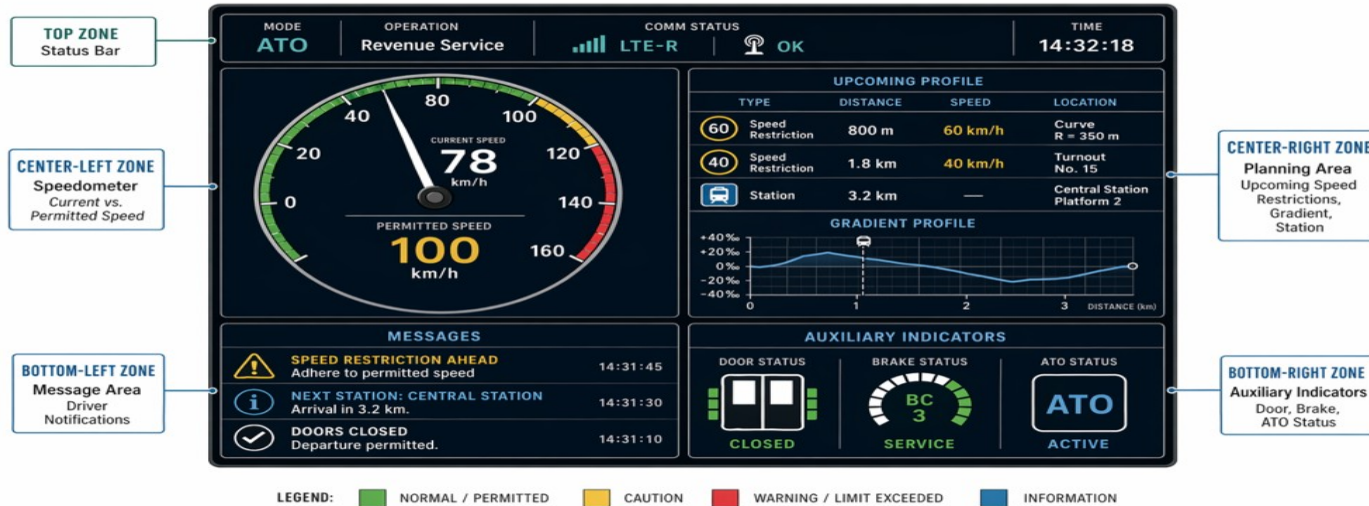 TOP ZONE
Status Bar
MODE
ATO
OPERATION
Revenue Service
COMM STATUS
LTE-R
OK
TIME
14:32:18
CENTER-LEFT ZONE
Speedometer
Current vs.
Permitted Speed
0
20
40
80
100
120
140
160
CURRENT SPEED
78
km/h
PERMITTED SPEED
100
km/h
UPCOMING PROFILE
TYPE DISTANCE SPEED LOCATION
60 Speed Restriction 800 m 60 km/h Curve R = 350 m
40 Speed Restriction 1.8 km 40 km/h Turnout No. 15
Station 3.2 km — Central Station Platform 2
GRADIENT PROFILE
+40‰
+20‰
0‰
-20‰
-40‰
0 1 2 3 DISTANCE (km)
CENTER-RIGHT ZONE
Planning Area
Upcoming Speed
Restrictions,
Gradient,
Station
BOTTOM-LEFT ZONE
Message Area
Driver
Notifications
MESSAGES
SPEED RESTRICTION AHEAD
Adhere to permitted speed
14:31:45
NEXT STATION: CENTRAL STATION
Arrival in 3.2 km.
14:31:30
DOORS CLOSED
Departure permitted.
14:31:10
AUXILIARY INDICATORS
DOOR STATUS
CLOSED
BRAKE STATUS
BC
3
SERVICE
ATO STATUS
ATO
ACTIVE
BOTTOM-RIGHT ZONE
Auxiliary Indicators
Door, Brake,
ATO Status
LEGEND: NORMAL / PERMITTED CAUTION WARNING / LIMIT EXCEEDED INFORMATION